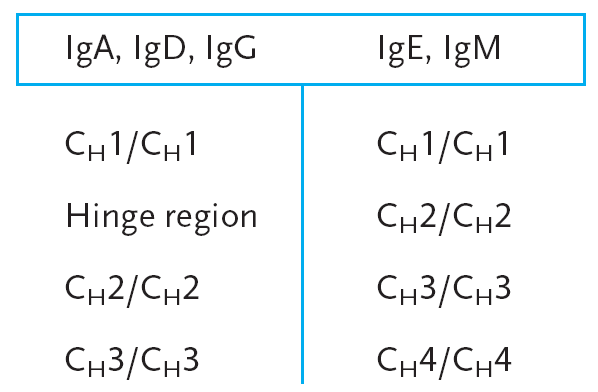 IgA, IgD, IgG IgE, IgM
CH1/CH1 CH1/CH1
Hinge region CH2/CH2
CH2/CH2 CH3/CH3
CH3/CH3 CH4/CH4